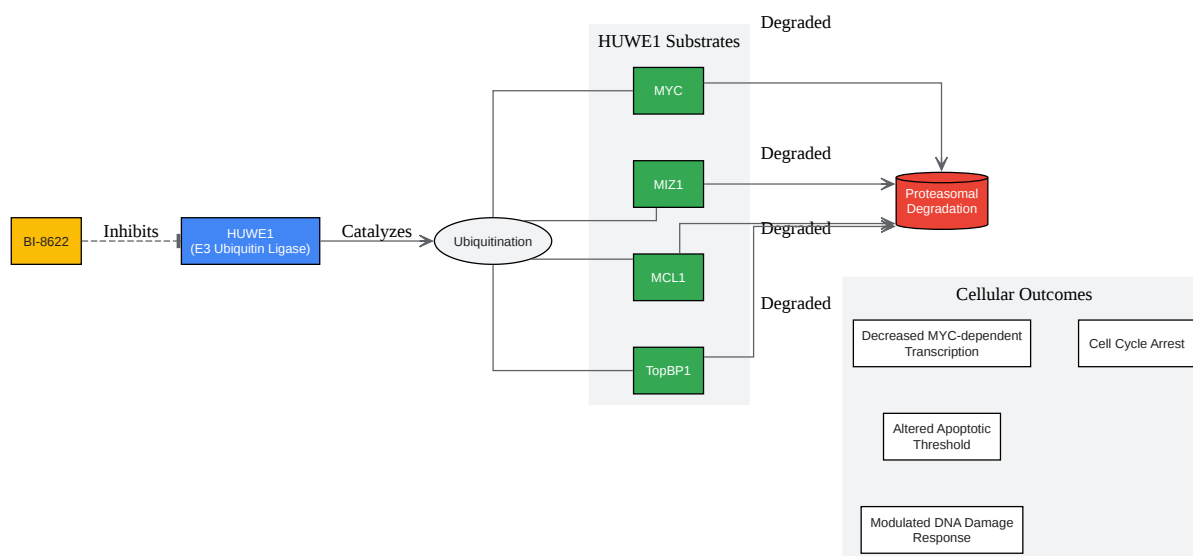 Degraded
HUWE1 Substrates
MYC
Degraded
MIZ1
Proteasomal
Degradation
BI-8622
Inhibits
HUWE1
(E3 Ubiquitin Ligase)
Catalyzes
Ubiquitination
Degraded
MCL1
Degraded
TopBP1
Cellular Outcomes
Decreased MYC-dependent
Transcription
Cell Cycle Arrest
Altered Apoptotic
Threshold
Modulated DNA Damage
Response